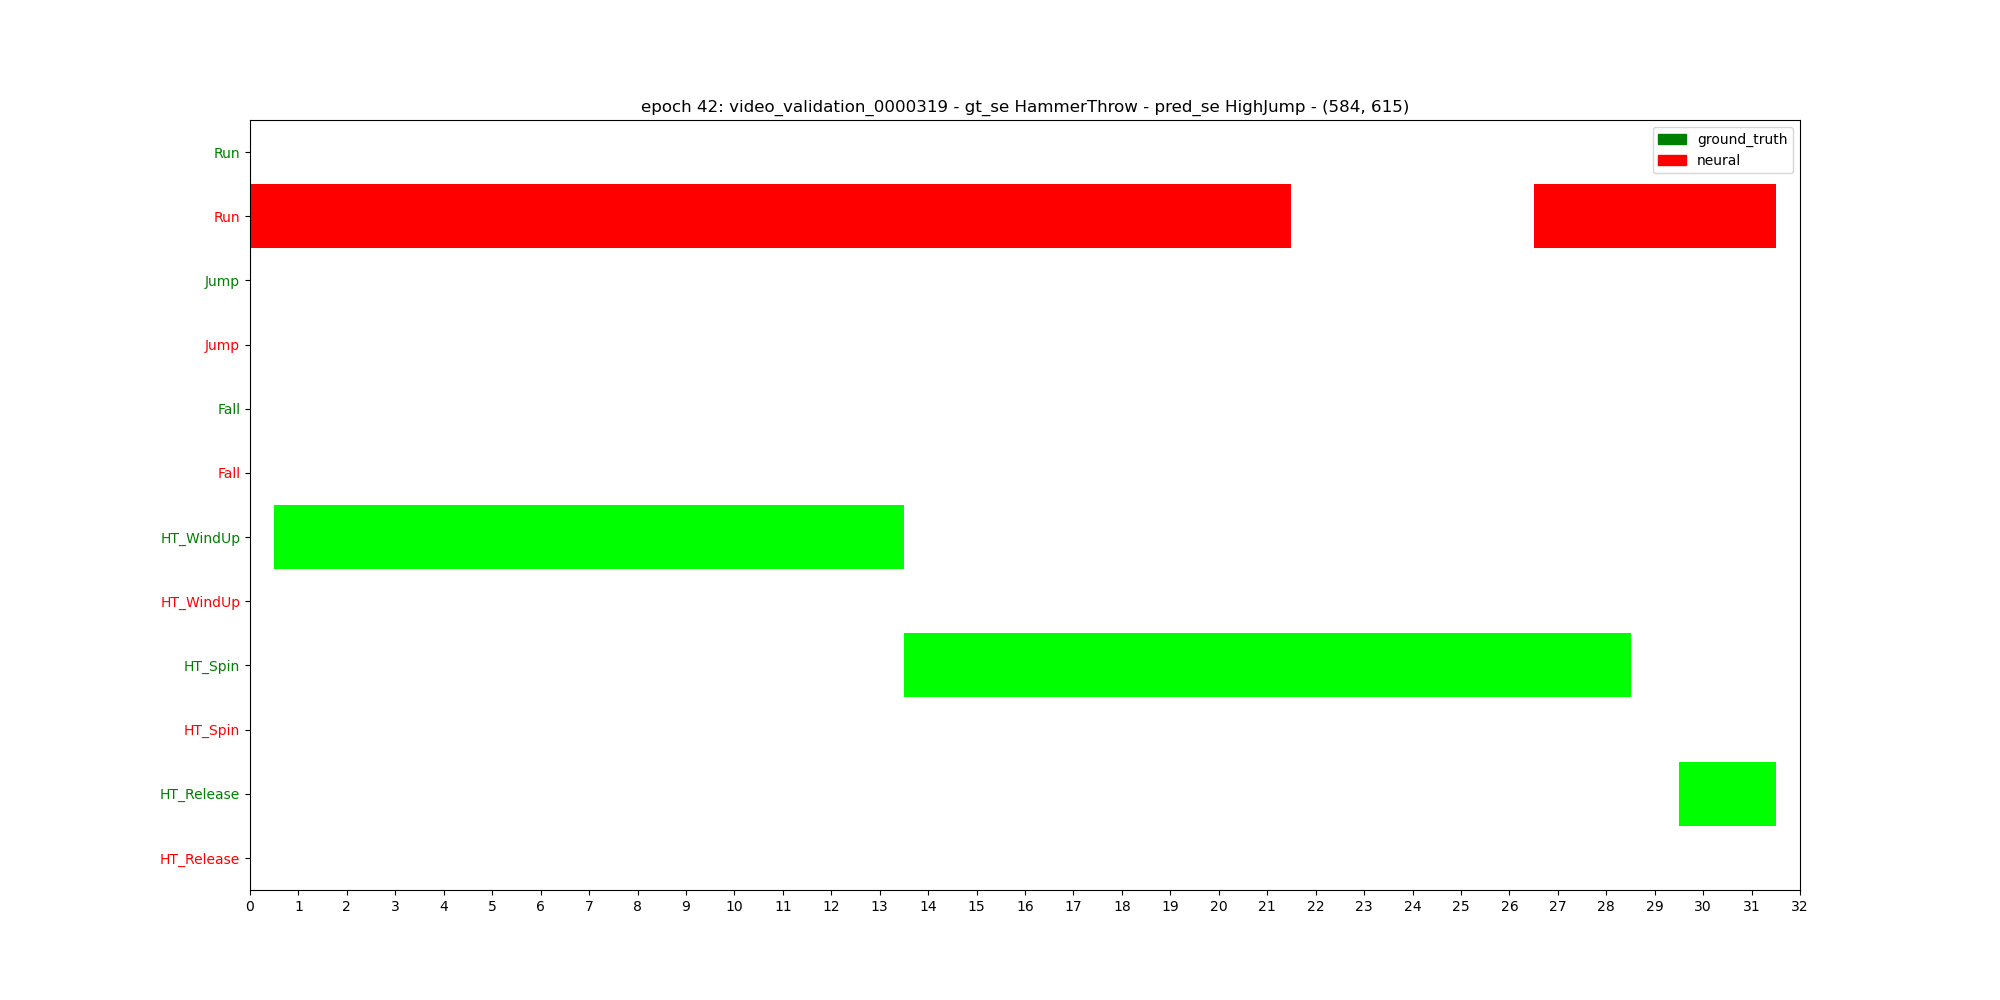 epoch 42: video_validation_0000319 - gt_se HammerThrow - pred_se HighJump - (584, 615)
ground_truth
neural
Run
Run
Jump
Jump
Fall
Fall
HT_WindUp
HT_WindUp
HT_Spin
HT_Spin
HT_Release
HT_Release
0 1 2 3 4 5 6 7 8 9 10 11 12 13 14 15 16 17 18 19 20 21 22 23 24 25 26 27 28 29 30 31 32